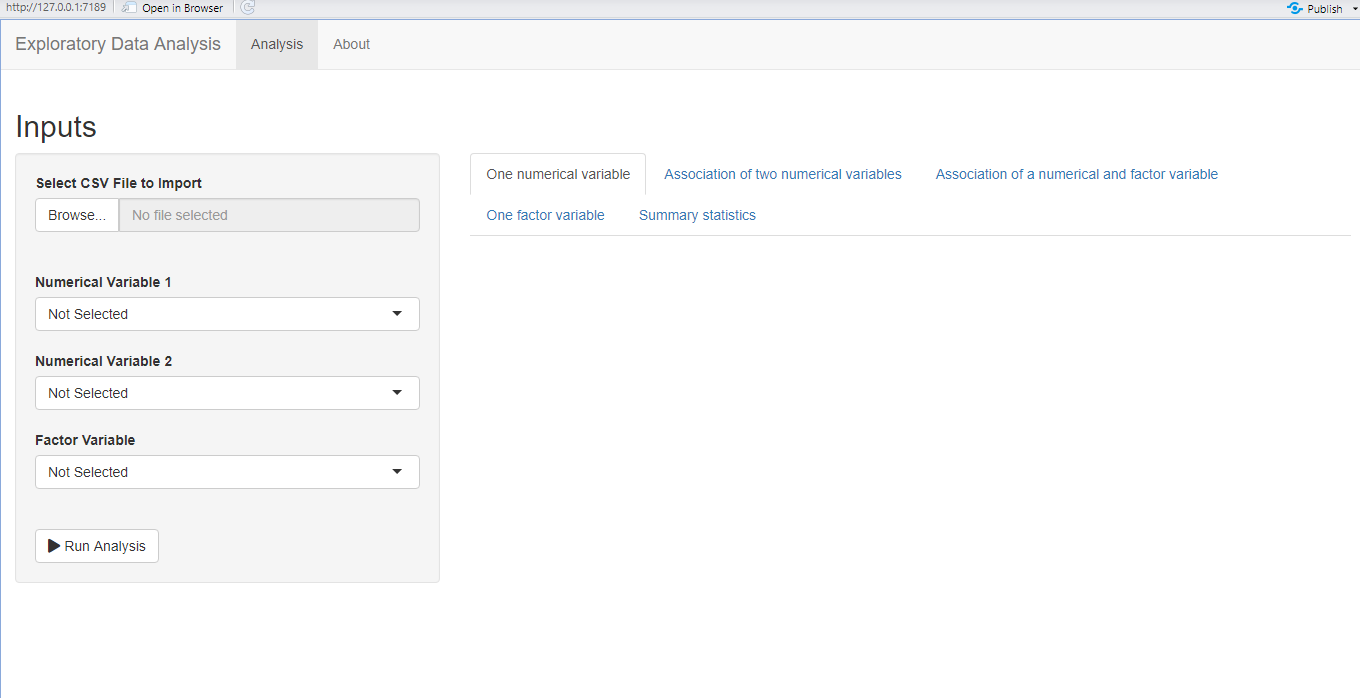 http://127.0.0.1:7189 Open in Browser Publish
Exploratory Data Analysis Analysis About
Inputs
Select CSV File to Import
Browse... No file selected
Numerical Variable 1
Not Selected
Numerical Variable 2
Not Selected
Factor Variable
Not Selected
Run Analysis
One numerical variable Association of two numerical variables Association of a numerical and factor variable
One factor variable Summary statistics